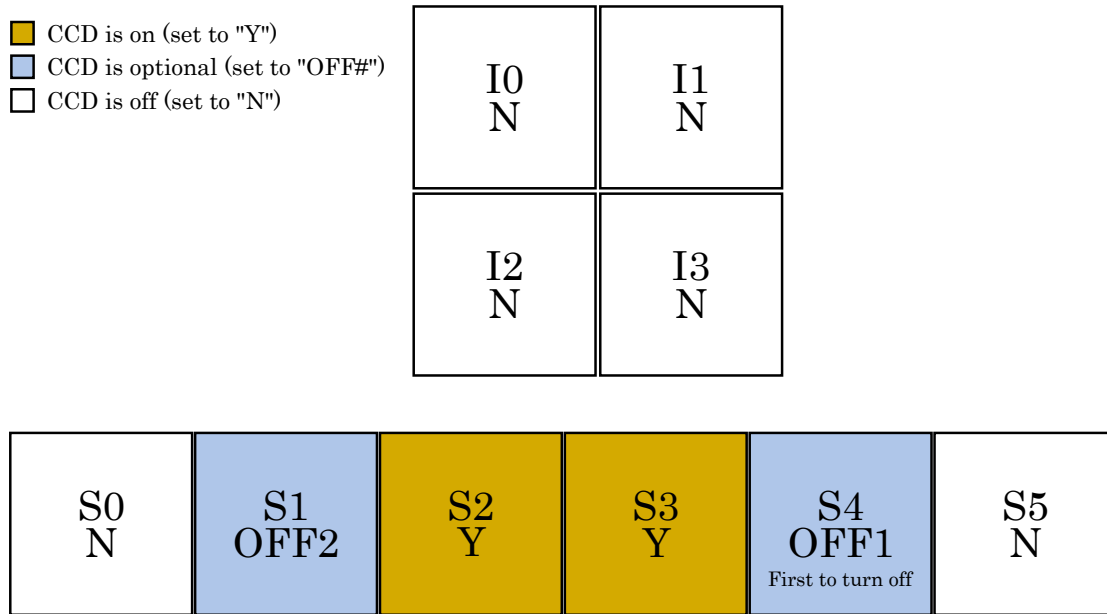 CCD is on (set to "Y")
CCD is optional (set to "OFF#")
CCD is off (set to "N")
I0
N
I1
N
I2
N
I3
N
S0
N
S1
OFF2
S2
Y
S3
Y
S4
OFF1
First to turn off
S5
N